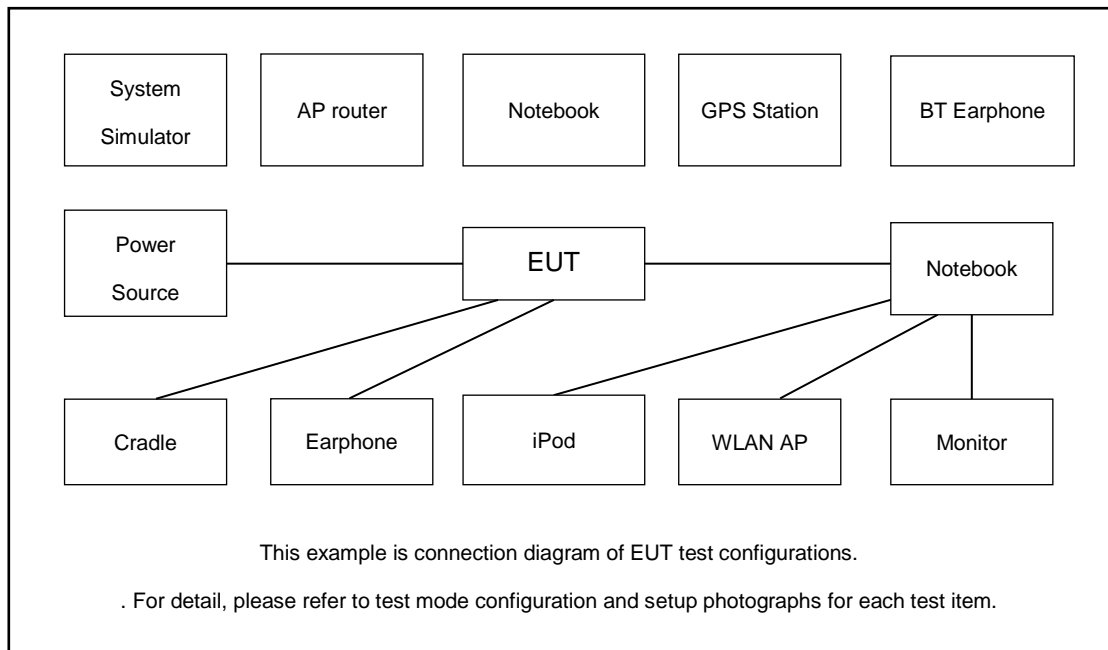 System
Simulator
AP router
Notebook
GPS Station
BT Earphone
Power
Source
EUT
Notebook
Cradle
Earphone
iPod
WLAN AP
Monitor
This example is connection diagram of EUT test configurations.
. For detail, please refer to test mode configuration and setup photographs for each test item.